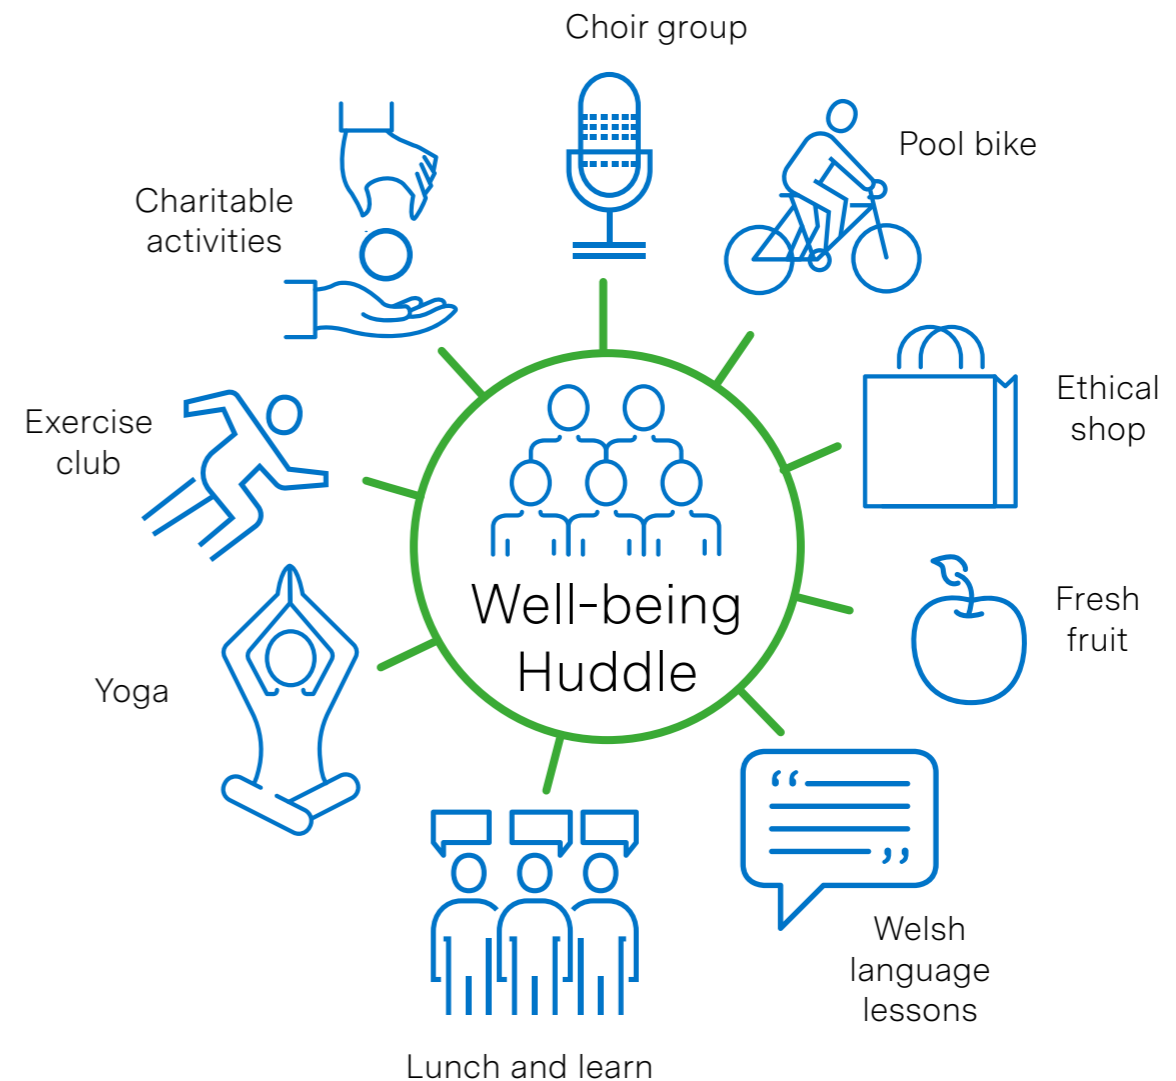 Choir group
Pool bike
Ethical
shop
Fresh
fruit
Welsh
language
lessons
Lunch and learn
Yoga
Exercise
club
Charitable
activities
Well-being
Huddle